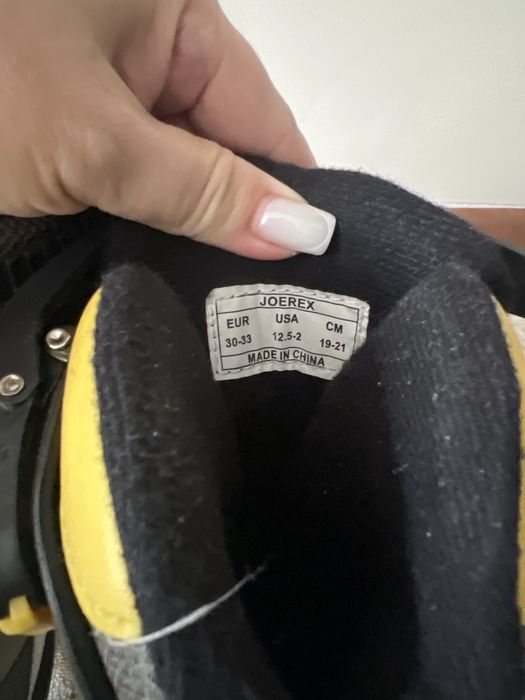 JOEREX
EUR USA CM
30-33 12.5-2 19-21
MADE IN CHINA